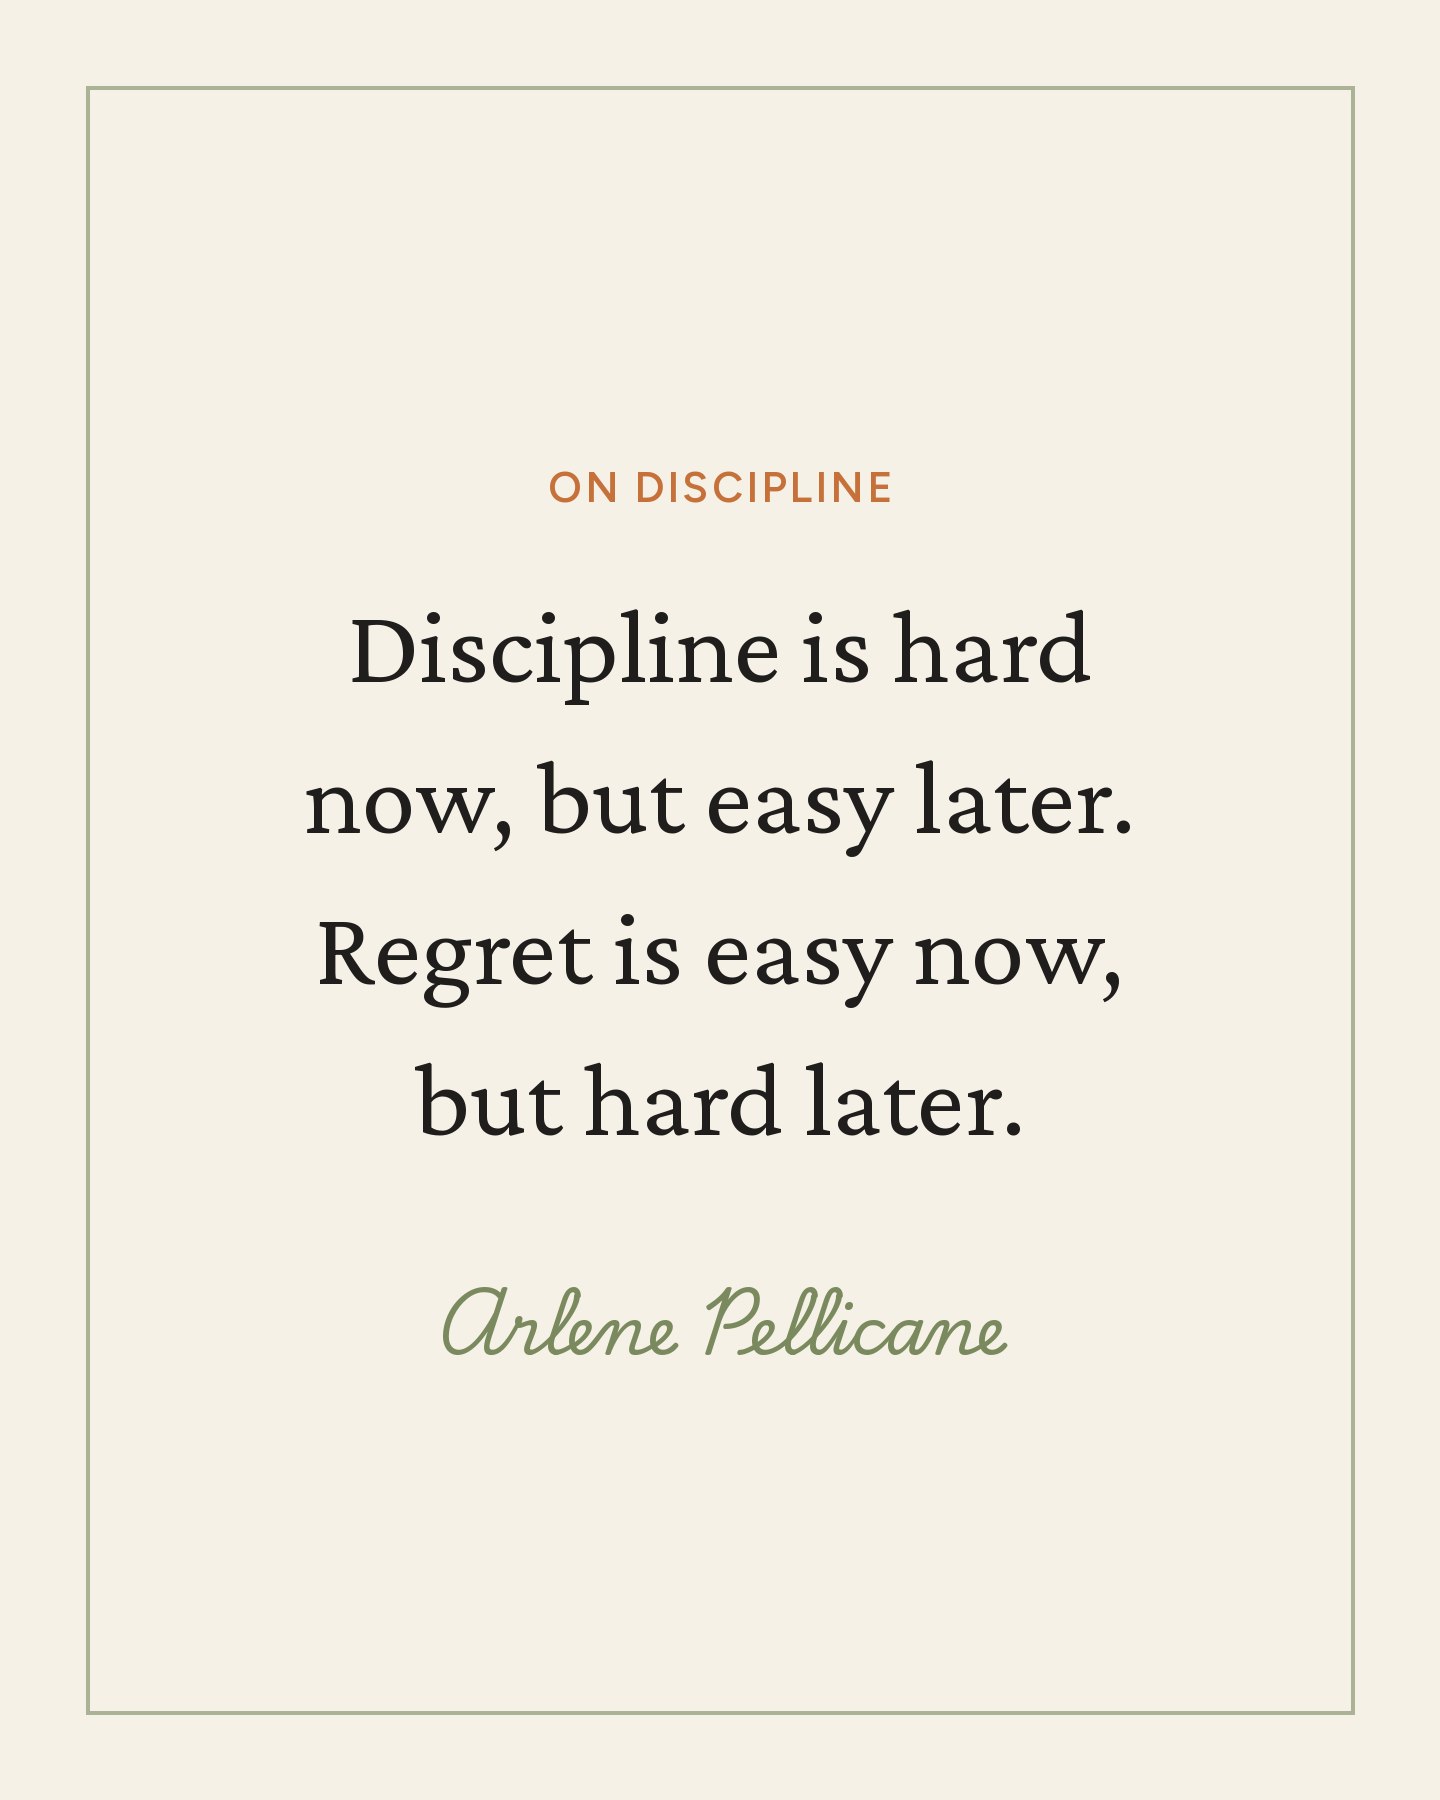 ON DISCIPLINE
Discipline is hard
now, but easy later.
Regret is easy now,
but hard later.
Arlene Pellicane